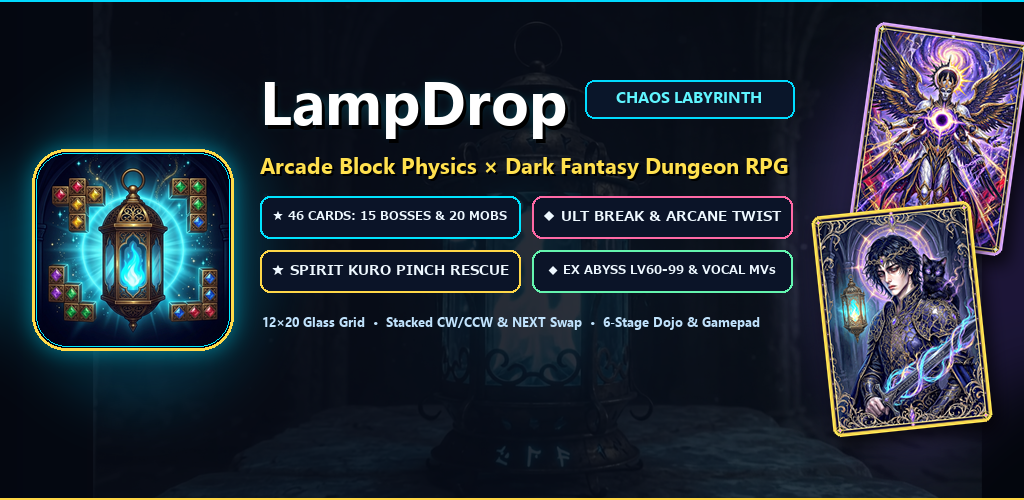 LampDrop
CHAOS LABYRINTH
Arcade Block Physics × Dark Fantasy Dungeon RPG
★ 46 CARDS: 15 BOSSES & 20 MOBS
◆ ULT BREAK & ARCANE TWIST
★ SPIRIT KURO PINCH RESCUE
◆ EX ABYSS LV60-99 & VOCAL MVs
12×20 Glass Grid • Stacked CW/CCW & NEXT Swap • 6-Stage Dojo & Gamepad